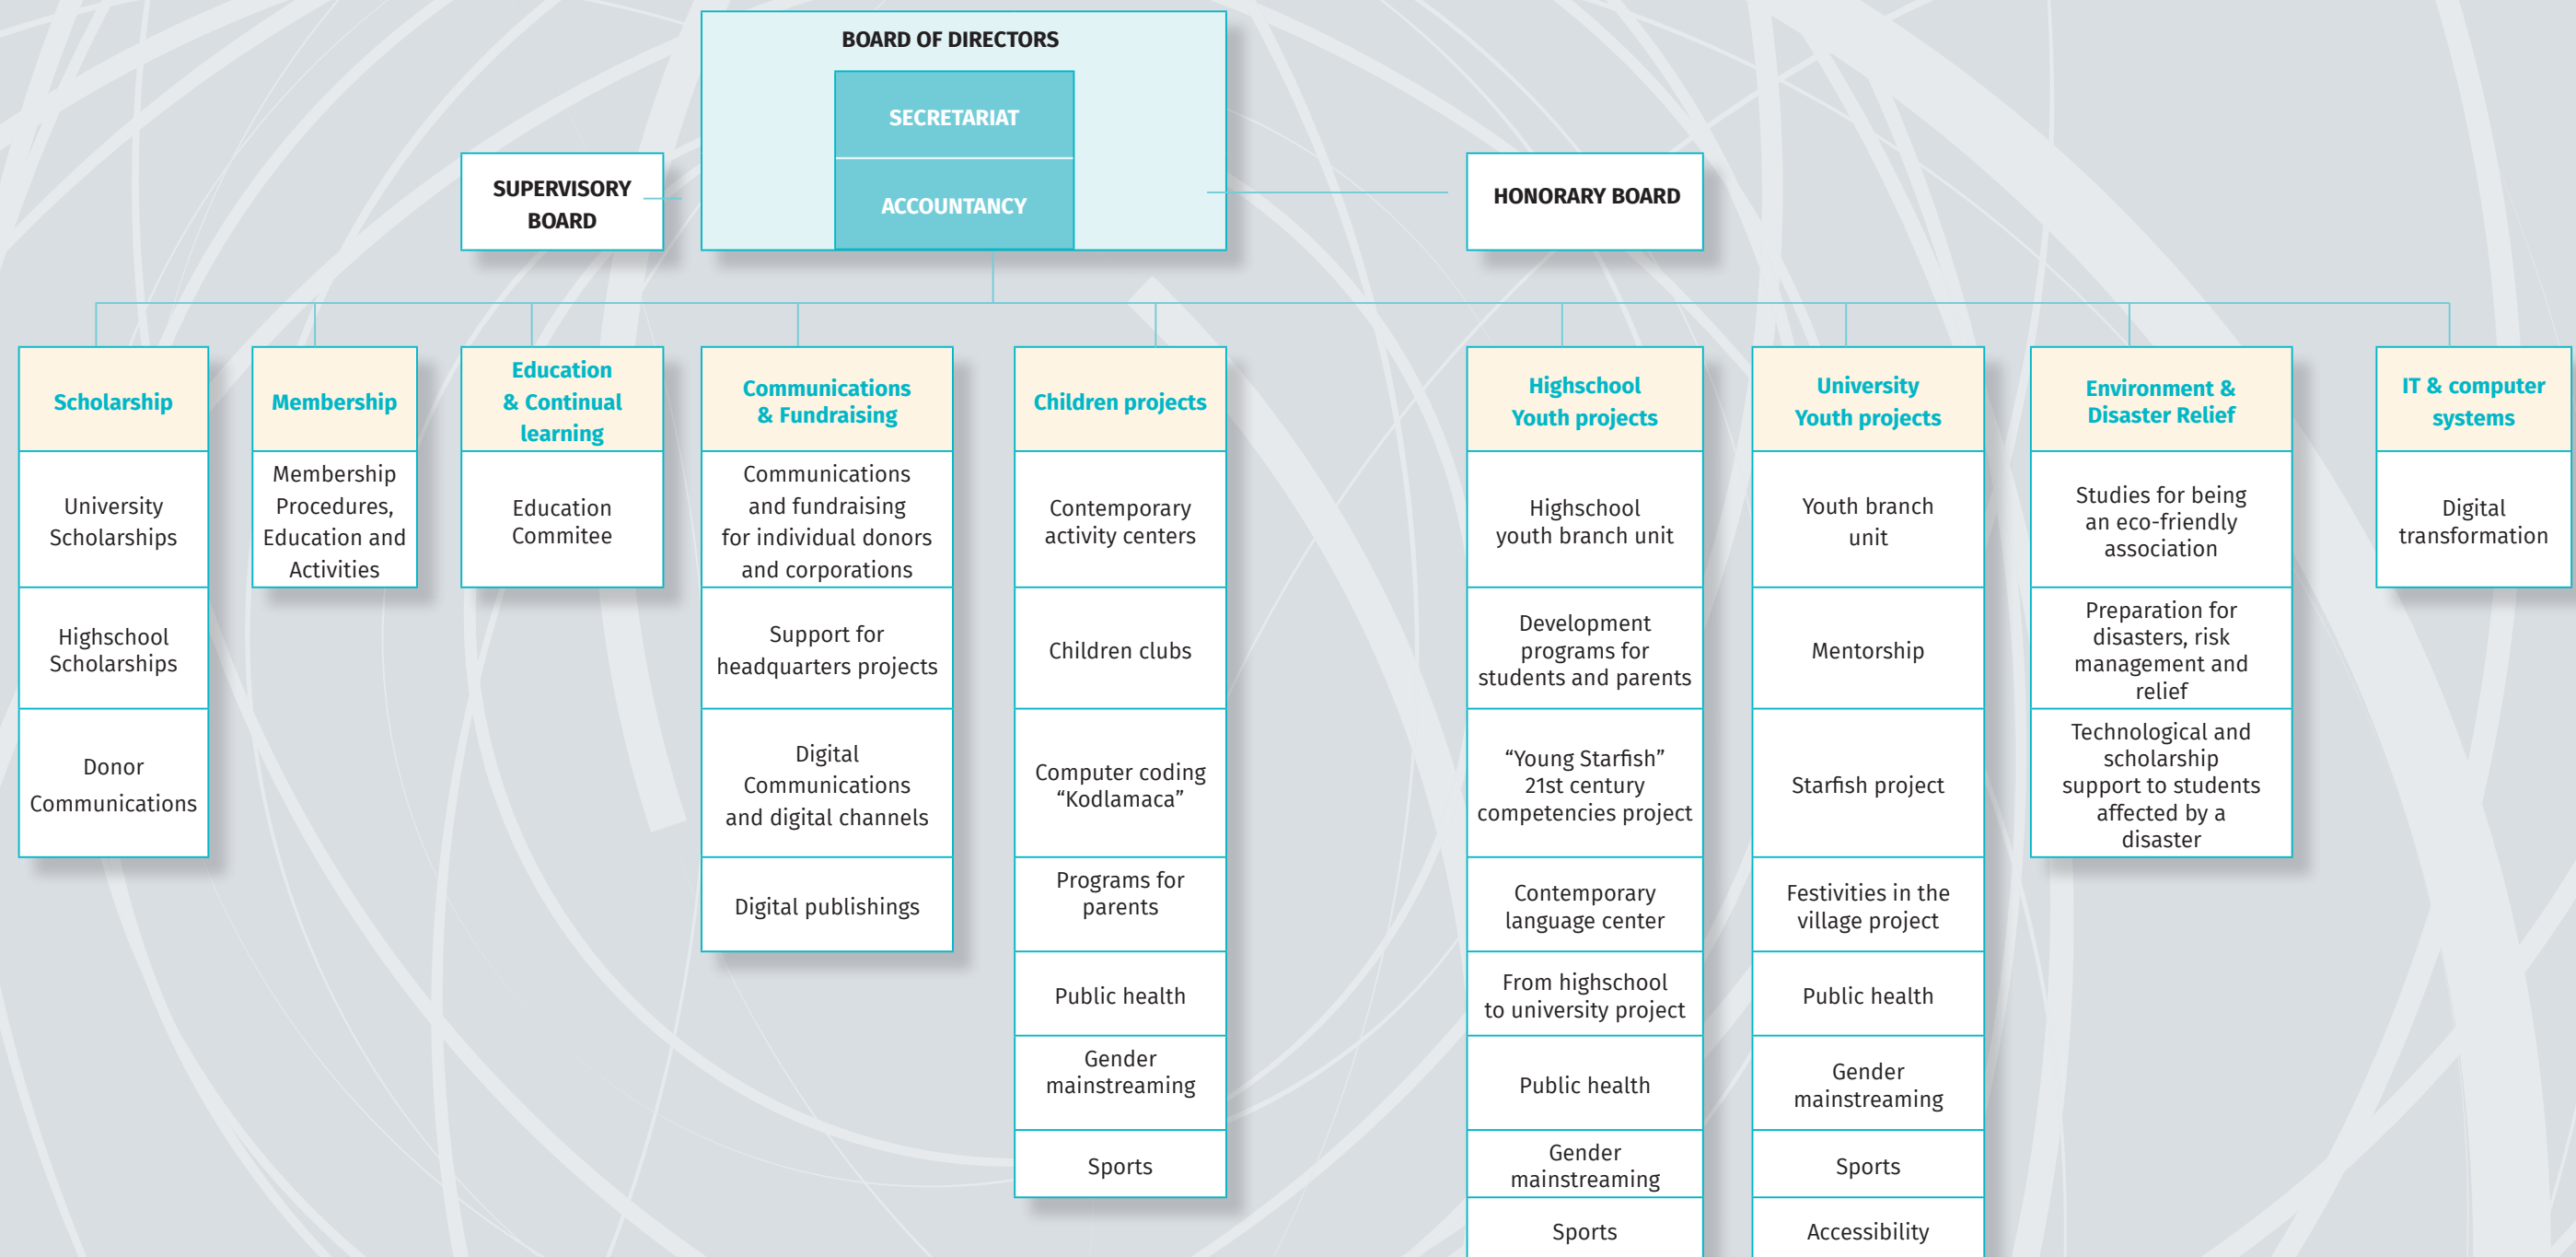 BOARD OF DIRECTORS
SECRETARIAT
ACCOUNTANCY
SUPERVISORY
BOARD
HONORARY BOARD
Scholarship
University
Scholarships
Highschool
Scholarships
Donor
Communications
Membership
Membership
Procedures,
Education and
Activities
Education
& Continual
learning
Education
Commitee
Communications
& Fundraising
Communications
and fundraising
for individual donors
and corporations
Support for
headquarters projects
Digital
Communications
and digital channels
Digital publishings
Children projects
Contemporary
activity centers
Children clubs
Computer coding
“Kodlamaca”
Programs for
parents
Public health
Gender
mainstreaming
Sports
Highschool
Youth projects
Highschool
youth branch unit
Development
programs for
students and parents
“Young Starfish”
21st century
competencies project
Contemporary
language center
From highschool
to university project
Public health
Gender
mainstreaming
Sports
University
Youth projects
Youth branch
unit
Mentorship
Starfish project
Festivities in the
village project
Public health
Gender
mainstreaming
Sports
Accessibility
Environment &
Disaster Relief
Studies for being
an eco-friendly
association
Preparation for
disasters, risk
management and
relief
Technological and
scholarship
support to students
affected by a
disaster
IT & computer
systems
Digital
transformation